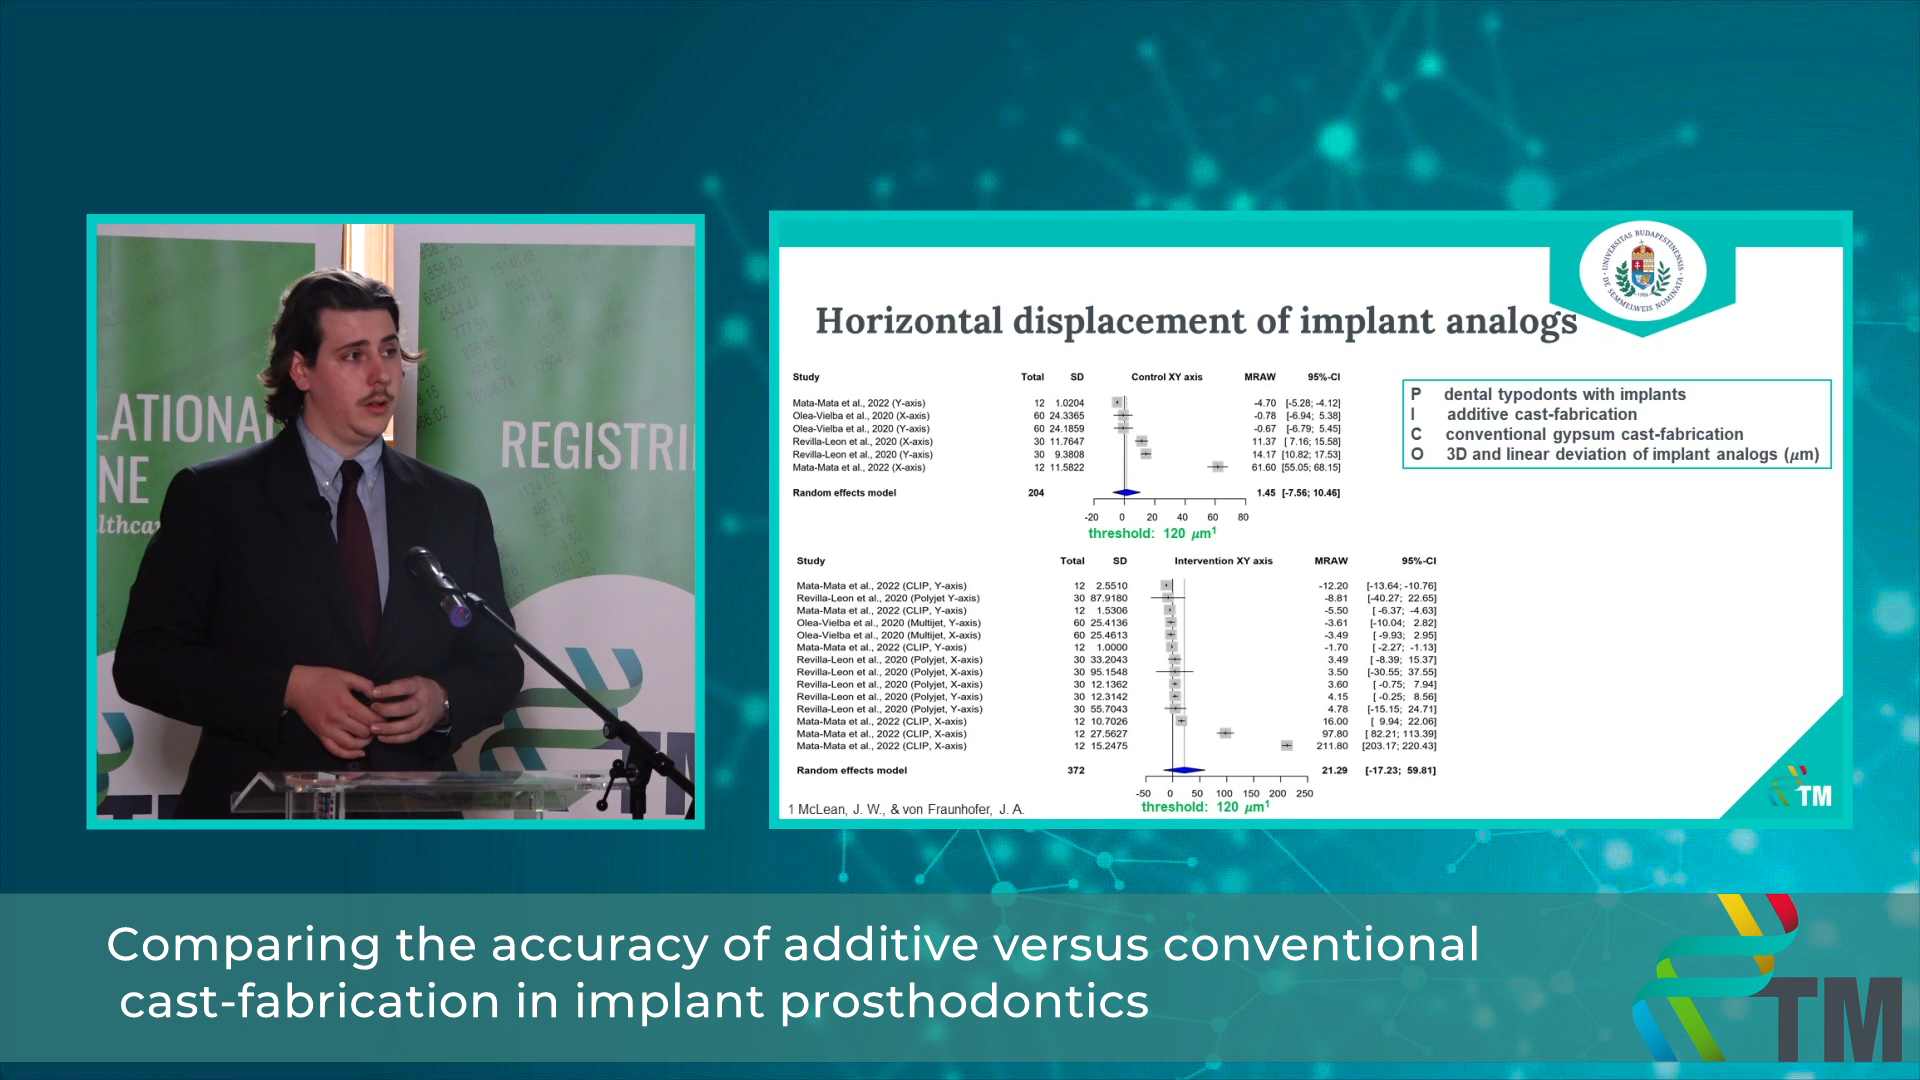 ATIONAL
NE
lthca
REGISTRI
UNIVERSITAS BUDAPESTINENSIS
DE SEMMELWEIS NOMINATA
Horizontal displacement of implant analogs
Study Total SD Control XY axis MRAW 95%-CI
Mata-Mata et al., 2022 (Y-axis) 12 1.0204 -4.70 [-5.28; -4.12]
Olea-Vielba et al., 2020 (X-axis) 60 24.3365 -0.78 [-6.94; 5.38]
Olea-Vielba et al., 2020 (Y-axis) 60 24.1859 -0.67 [-6.79; 5.45]
Revilla-Leon et al., 2020 (X-axis) 30 11.7647 11.37 [ 7.16; 15.58]
Revilla-Leon et al., 2020 (Y-axis) 30 9.3808 14.17 [10.82; 17.53]
Mata-Mata et al., 2022 (X-axis) 12 11.5822 61.60 [55.05; 68.15]
Random effects model 204 1.45 [-7.56; 10.46]
-20 0 20 40 60 80
threshold: 120 µm¹
P dental typodonts with implants
I additive cast-fabrication
C conventional gypsum cast-fabrication
O 3D and linear deviation of implant analogs (µm)
Study Total SD Intervention XY axis MRAW 95%-CI
Mata-Mata et al., 2022 (CLIP, Y-axis) 12 2.5510 -12.20 [-13.64; -10.76]
Revilla-Leon et al., 2020 (Polyjet Y-axis) 30 87.9180 -8.81 [-40.27; 22.65]
Mata-Mata et al., 2022 (CLIP, Y-axis) 12 1.5306 -5.50 [ -6.37; -4.63]
Olea-Vielba et al., 2020 (Multijet, Y-axis) 60 25.4136 -3.61 [-10.04; 2.82]
Olea-Vielba et al., 2020 (Multijet, X-axis) 60 25.4613 -3.49 [ -9.93; 2.95]
Mata-Mata et al., 2022 (CLIP, Y-axis) 12 1.0000 -1.70 [ -2.27; -1.13]
Revilla-Leon et al., 2020 (Polyjet, X-axis) 30 33.2043 3.49 [ -8.39; 15.37]
Revilla-Leon et al., 2020 (Polyjet, X-axis) 30 95.1548 3.50 [-30.55; 37.55]
Revilla-Leon et al., 2020 (Polyjet, X-axis) 30 12.1362 3.60 [ -0.75; 7.94]
Revilla-Leon et al., 2020 (Polyjet, Y-axis) 30 12.3142 4.15 [ -0.25; 8.56]
Revilla-Leon et al., 2020 (Polyjet, Y-axis) 30 55.7043 4.78 [-15.15; 24.71]
Mata-Mata et al., 2022 (CLIP, X-axis) 12 10.7026 16.00 [ 9.94; 22.06]
Mata-Mata et al., 2022 (CLIP, X-axis) 12 27.5627 97.80 [ 82.21; 113.39]
Mata-Mata et al., 2022 (CLIP, X-axis) 12 15.2475 211.80 [203.17; 220.43]
Random effects model 372 21.29 [-17.23; 59.81]
-50 0 50 100 150 200 250
threshold: 120 µm¹
1 McLean, J. W., & von Fraunhofer, J. A.
TM
Comparing the accuracy of additive versus conventional
cast-fabrication in implant prosthodontics
TM